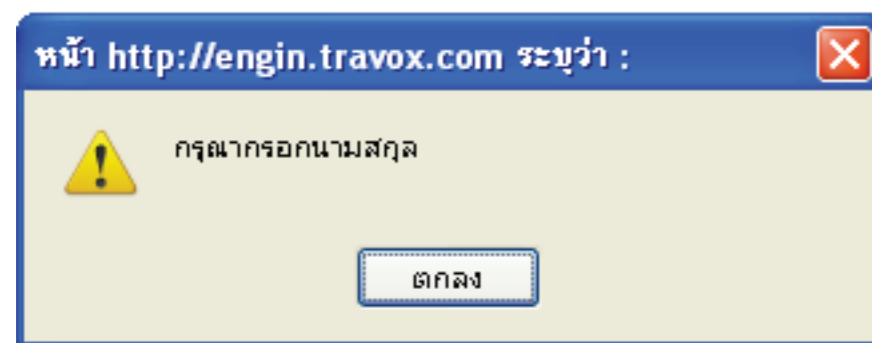 หน้า http://engin.travox.com ระบุว่า :
กรุณากรอกนามสกุล
ตกลง